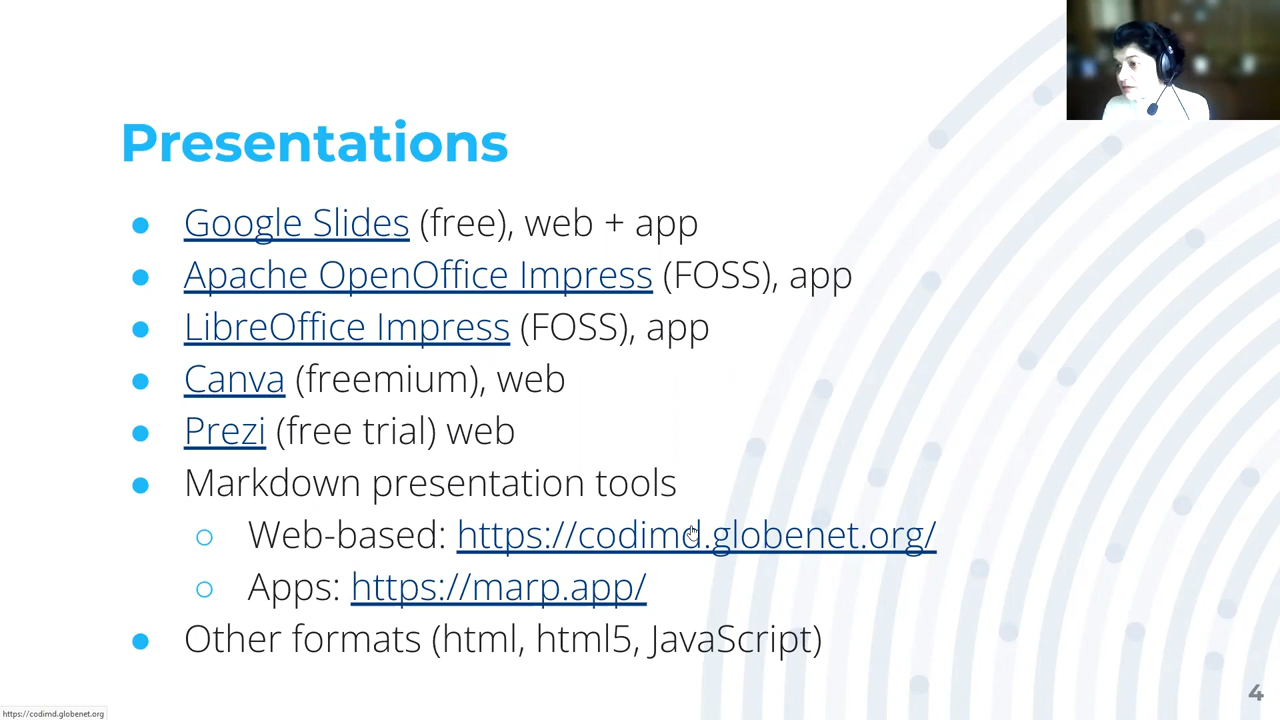 Presentations
● Google Slides (free), web + app
● Apache OpenOffice Impress (FOSS), app
● LibreOffice Impress (FOSS), app
● Canva (freemium), web
● Prezi (free trial) web
● Markdown presentation tools
○ Web-based: https://codimd.globenet.org/
○ Apps: https://marp.app/
● Other formats (html, html5, JavaScript)
4
https://codimd.globenet.org